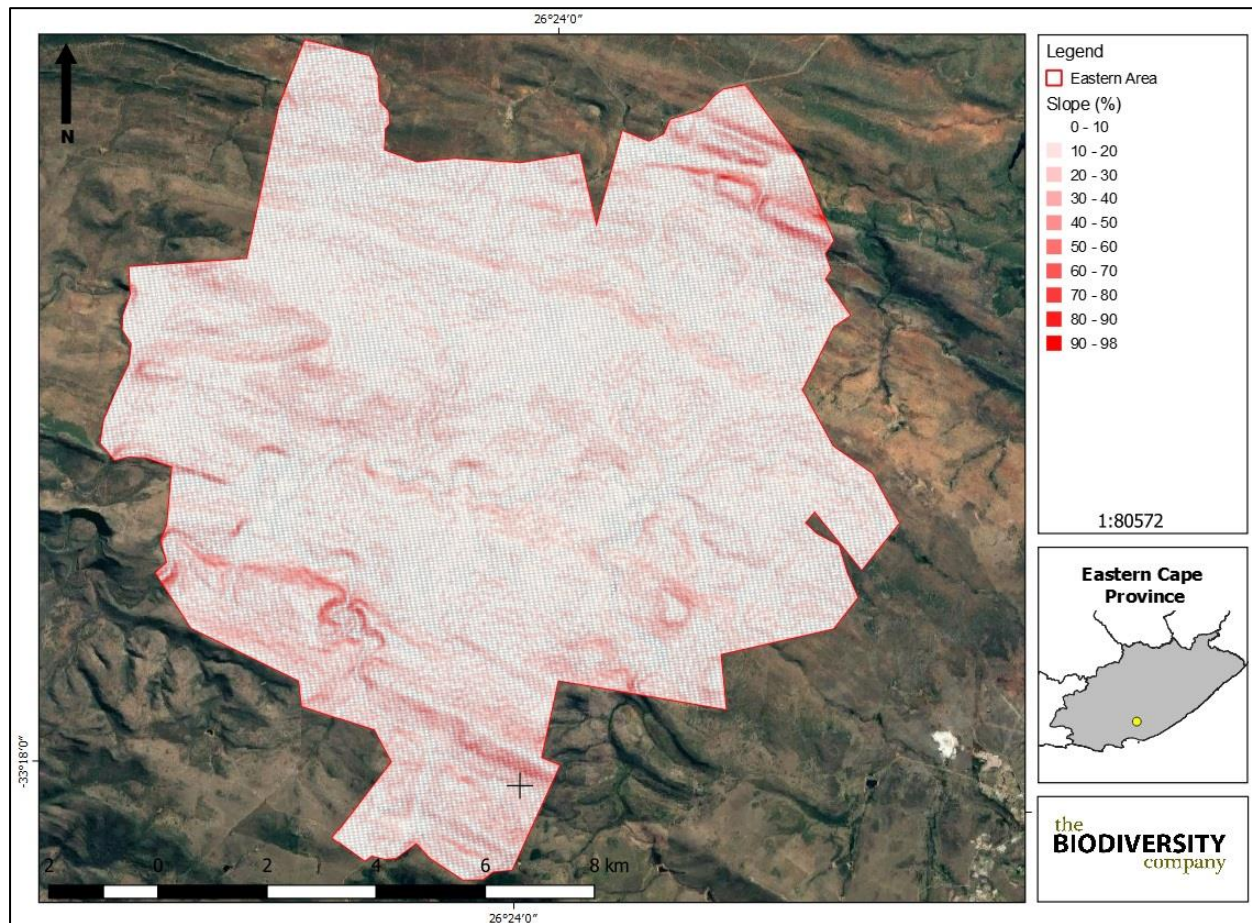 26°24'0"
N
Legend
Eastern Area
Slope (%)
0 - 10
10 - 20
20 - 30
30 - 40
40 - 50
50 - 60
60 - 70
70 - 80
80 - 90
90 - 98
1:80572
Eastern Cape
Province
the
BIODIVERSITY
company
-33°18'0"
2 0 2 4 6 8 km
26°24'0"